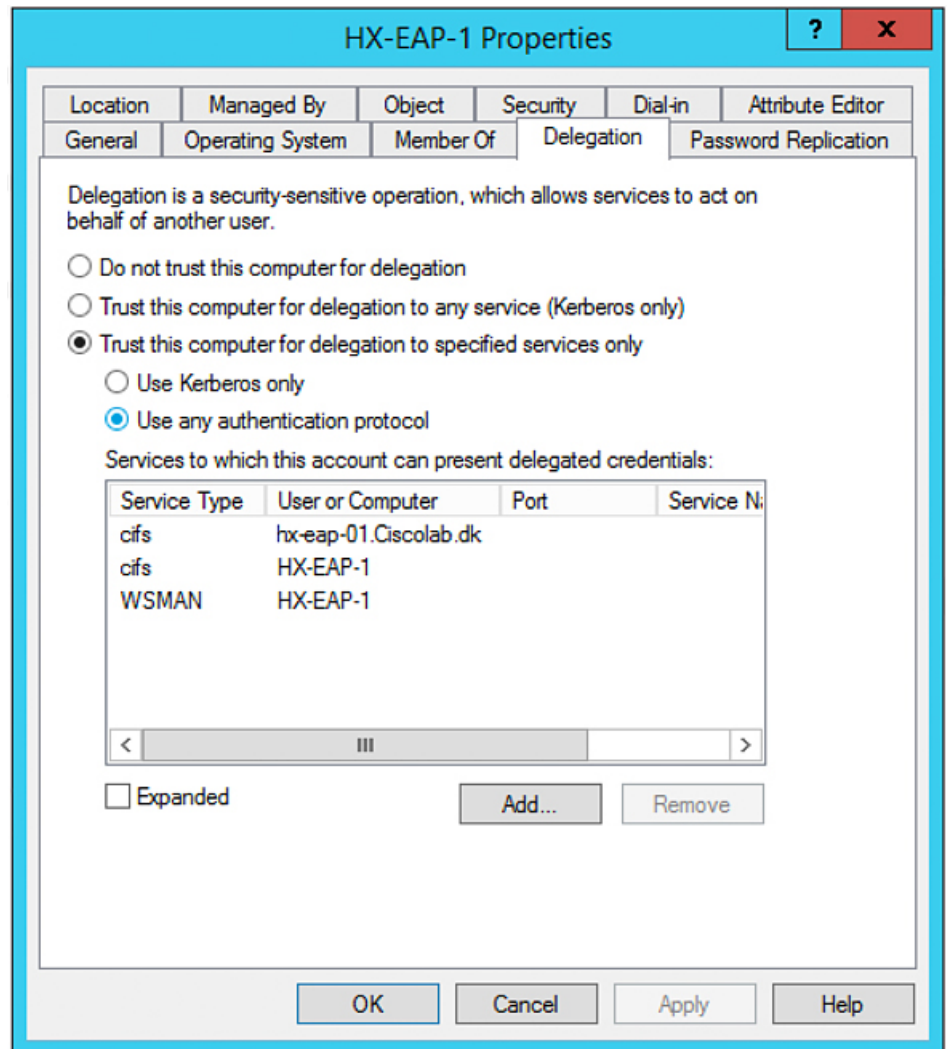 HX-EAP-1 Properties
? x
Location Managed By Object Security Dial-in Attribute Editor
General Operating System Member Of Delegation Password Replication
Delegation is a security-sensitive operation, which allows services to act on
behalf of another user.
Do not trust this computer for delegation
Trust this computer for delegation to any service (Kerberos only)
Trust this computer for delegation to specified services only
Use Kerberos only
Use any authentication protocol
Services to which this account can present delegated credentials:
Service Type User or Computer Port Service
cifs hx-eap-01.Ciscolab.dk
cifs HX-EAP-1
WSMAN HX-EAP-1
Expanded
Add... Remove
OK Cancel Apply Help